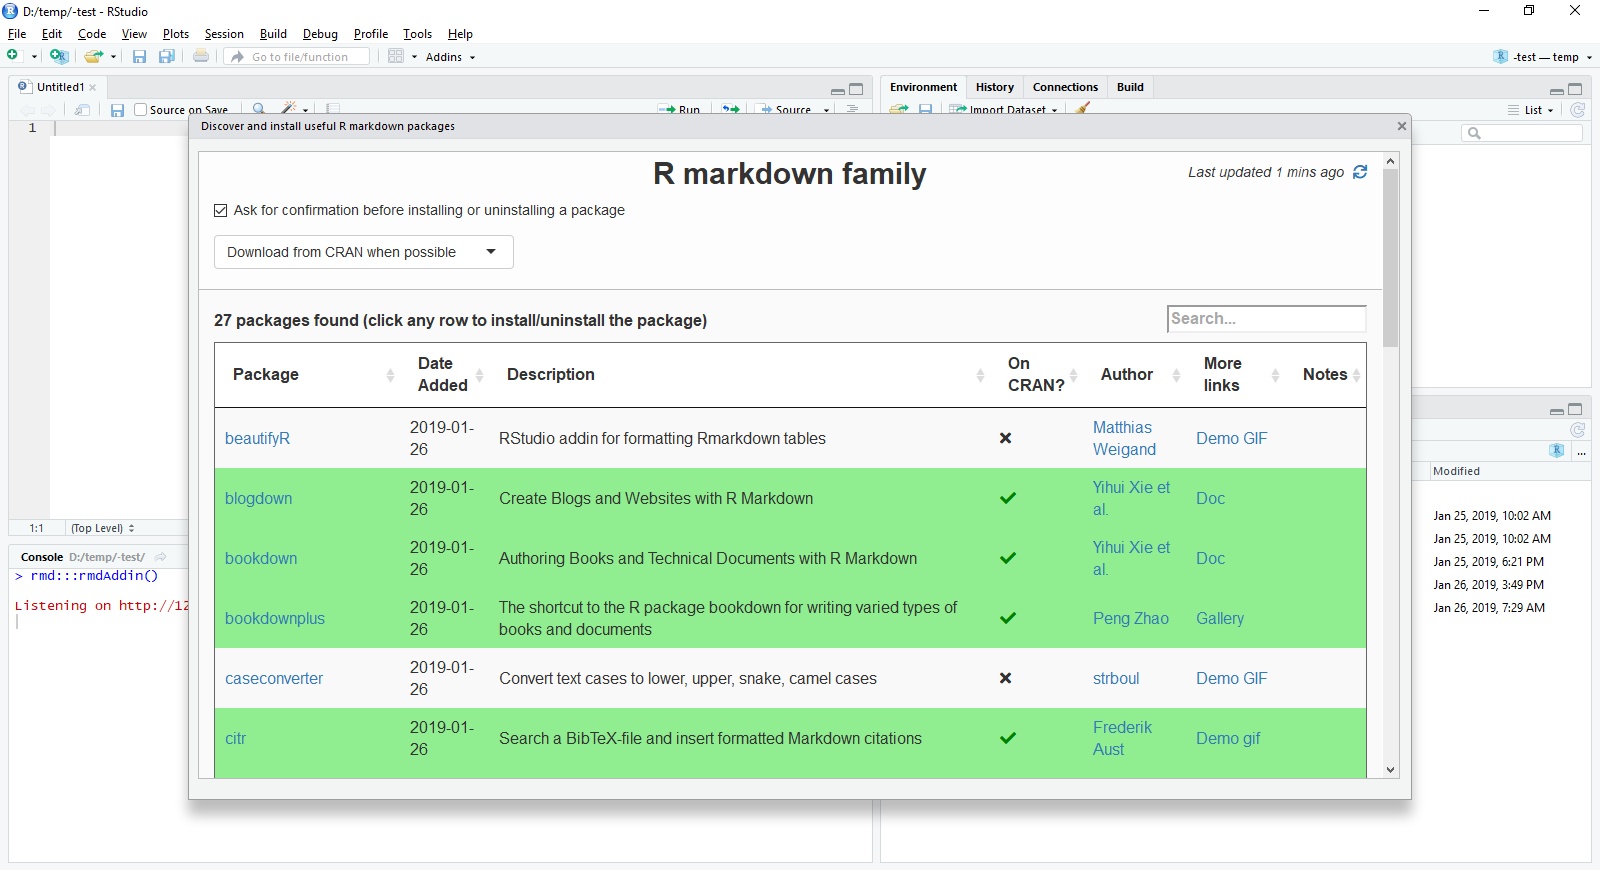 D:/temp/-test - RStudio
File Edit Code View Plots Session Build Debug Profile Tools Help
Go to file/function Addins -test — temp
Untitled1 Environment History Connections Build
Source on Save Run Source Import Dataset List
1
Discover and install useful R markdown packages
R markdown family
Last updated 1 mins ago
Ask for confirmation before installing or uninstalling a package
Download from CRAN when possible
27 packages found (click any row to install/uninstall the package)
Search...
Package Date Added Description On CRAN? Author More links Notes
beautifyR 2019-01-26 RStudio addin for formatting Rmarkdown tables Matthias Weigand Demo GIF
blogdown 2019-01-26 Create Blogs and Websites with R Markdown Yihui Xie et al. Doc
bookdown 2019-01-26 Authoring Books and Technical Documents with R Markdown Yihui Xie et al. Doc
bookdownplus 2019-01-26 The shortcut to the R package bookdown for writing varied types of books and documents Peng Zhao Gallery
caseconverter 2019-01-26 Convert text cases to lower, upper, snake, camel cases strboul Demo GIF
citr 2019-01-26 Search a BibTeX-file and insert formatted Markdown citations Frederik Aust Demo gif
1:1 (Top Level)
Console D:/temp/-test/
> rmd:::rmdAddin()
Listening on http://12
...
Modified
Jan 25, 2019, 10:02 AM
Jan 25, 2019, 10:02 AM
Jan 25, 2019, 6:21 PM
Jan 26, 2019, 3:49 PM
Jan 26, 2019, 7:29 AM